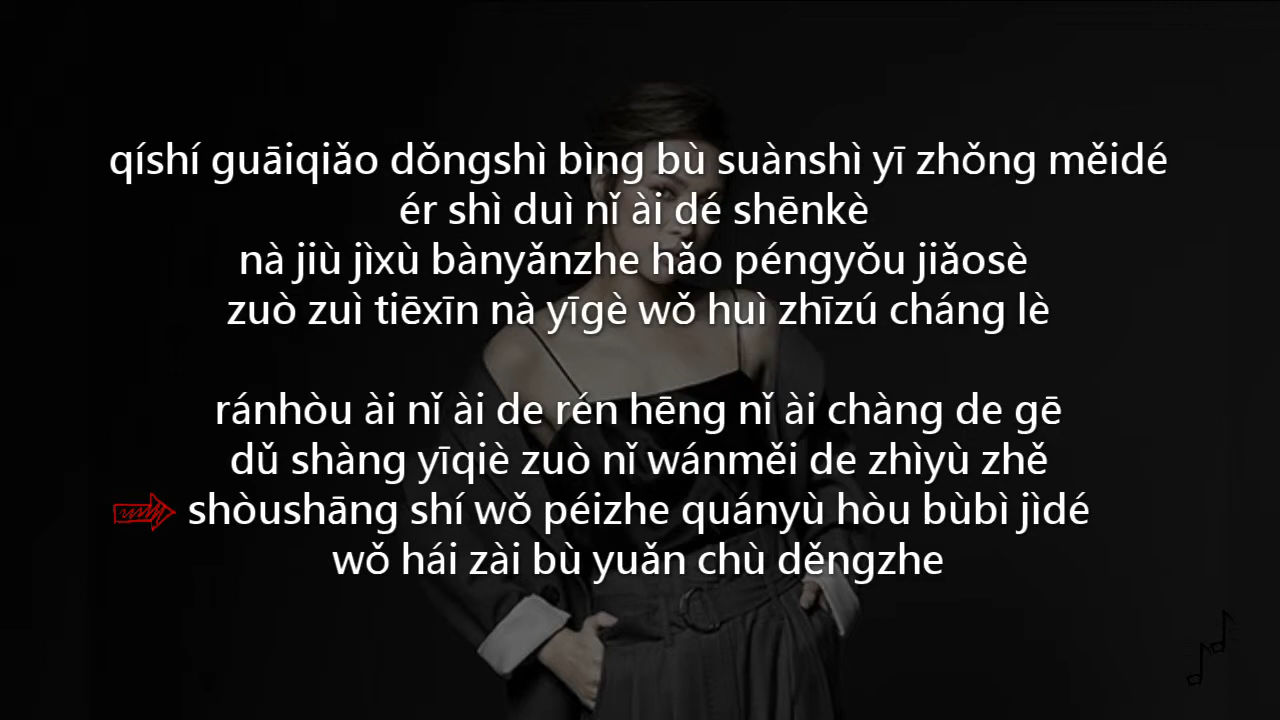 qíshí guāiqiǎo dǒngshì bìng bù suànshì yī zhǒng měidé
ér shì duì nǐ ài dé shēnkè
nà jiù jìxù bànyǎnzhe hǎo péngyǒu jiǎosè
zuò zuì tiēxīn nà yīgè wǒ huì zhīzú cháng lè
ránhòu ài nǐ ài de rén hēng nǐ ài chàng de gē
dǔ shàng yīqiè zuò nǐ wánměi de zhìyù zhě
shòushāng shí wǒ péizhe quányù hòu bùbì jìdé
wǒ hái zài bù yuǎn chù děngzhe